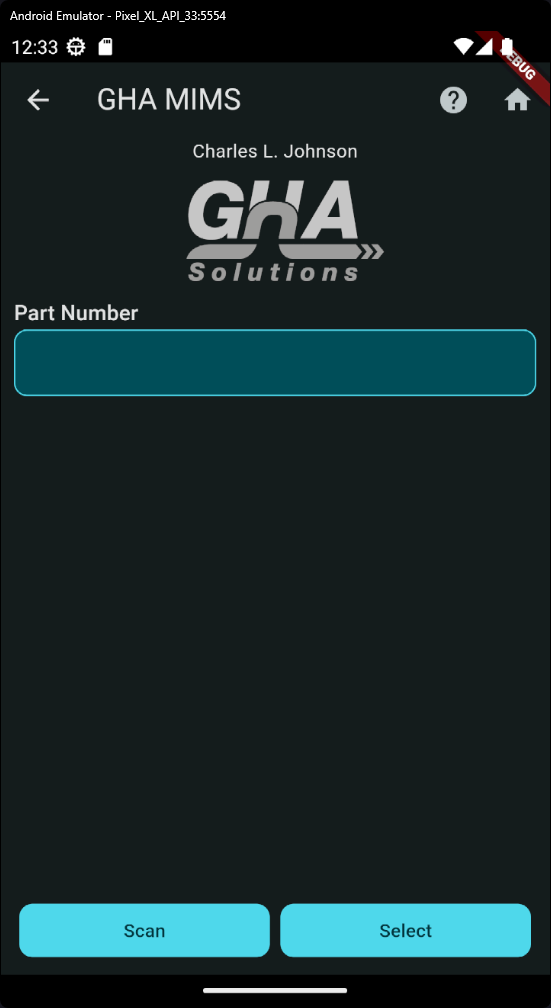 Android Emulator - Pixel_XL_API_33:5554
12:33
DEBUG
GHA MIMS
?
Charles L. Johnson
GHA
Solutions
Part Number
Scan
Select